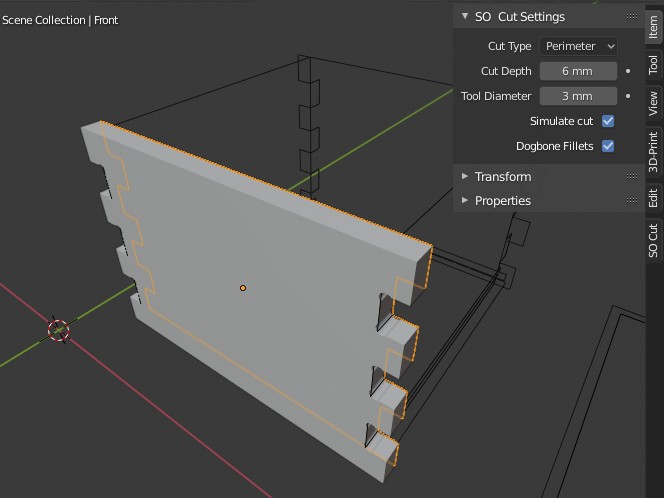 Scene Collection | Front
SO Cut Settings
Cut Type Perimeter
Cut Depth 6 mm
Tool Diameter 3 mm
Simulate cut
Dogbone Fillets
Transform
Properties
Item
Tool
View
3D-Print
Edit
SO Cut